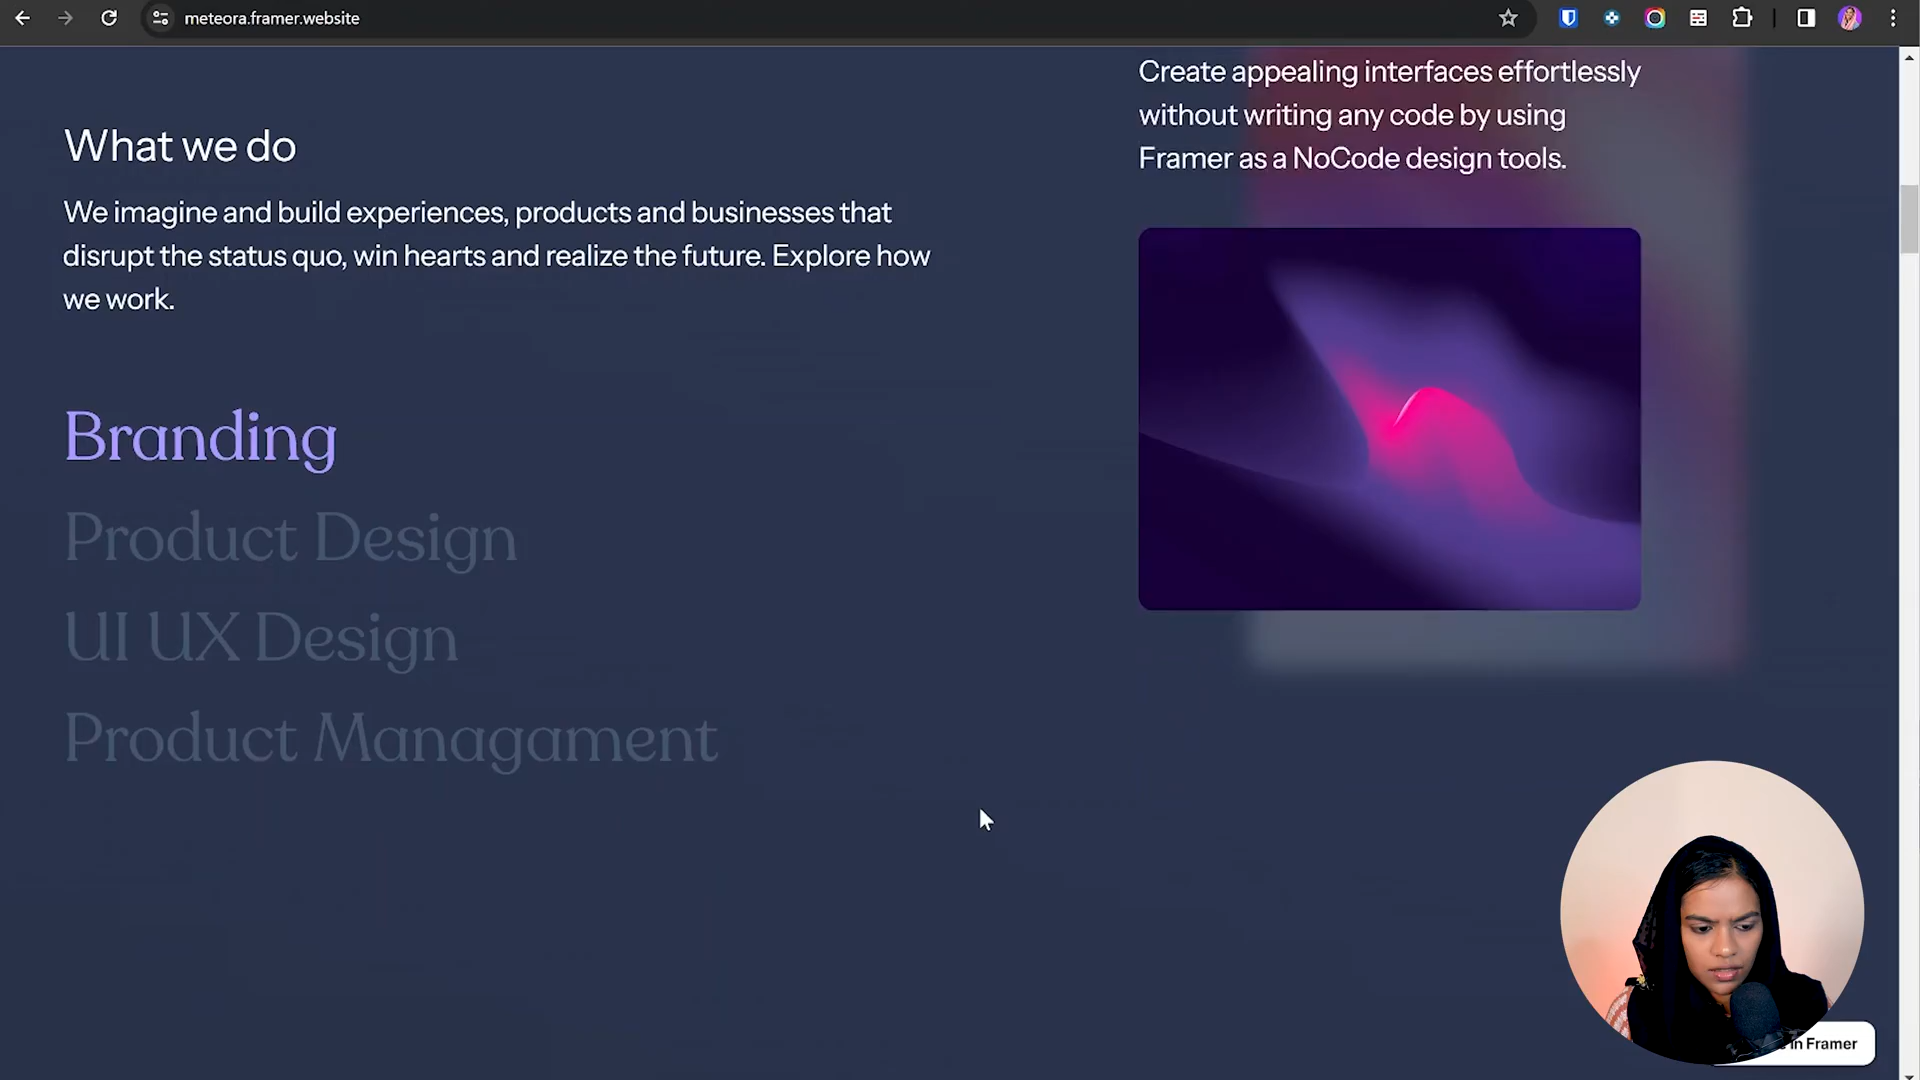 meteora.framer.website
What we do
We imagine and build experiences, products and businesses that
disrupt the status quo, win hearts and realize the future. Explore how
we work.
Branding
Product Design
UI UX Design
Product Managament
Create appealing interfaces effortlessly
without writing any code by using
Framer as a NoCode design tools.
in Framer